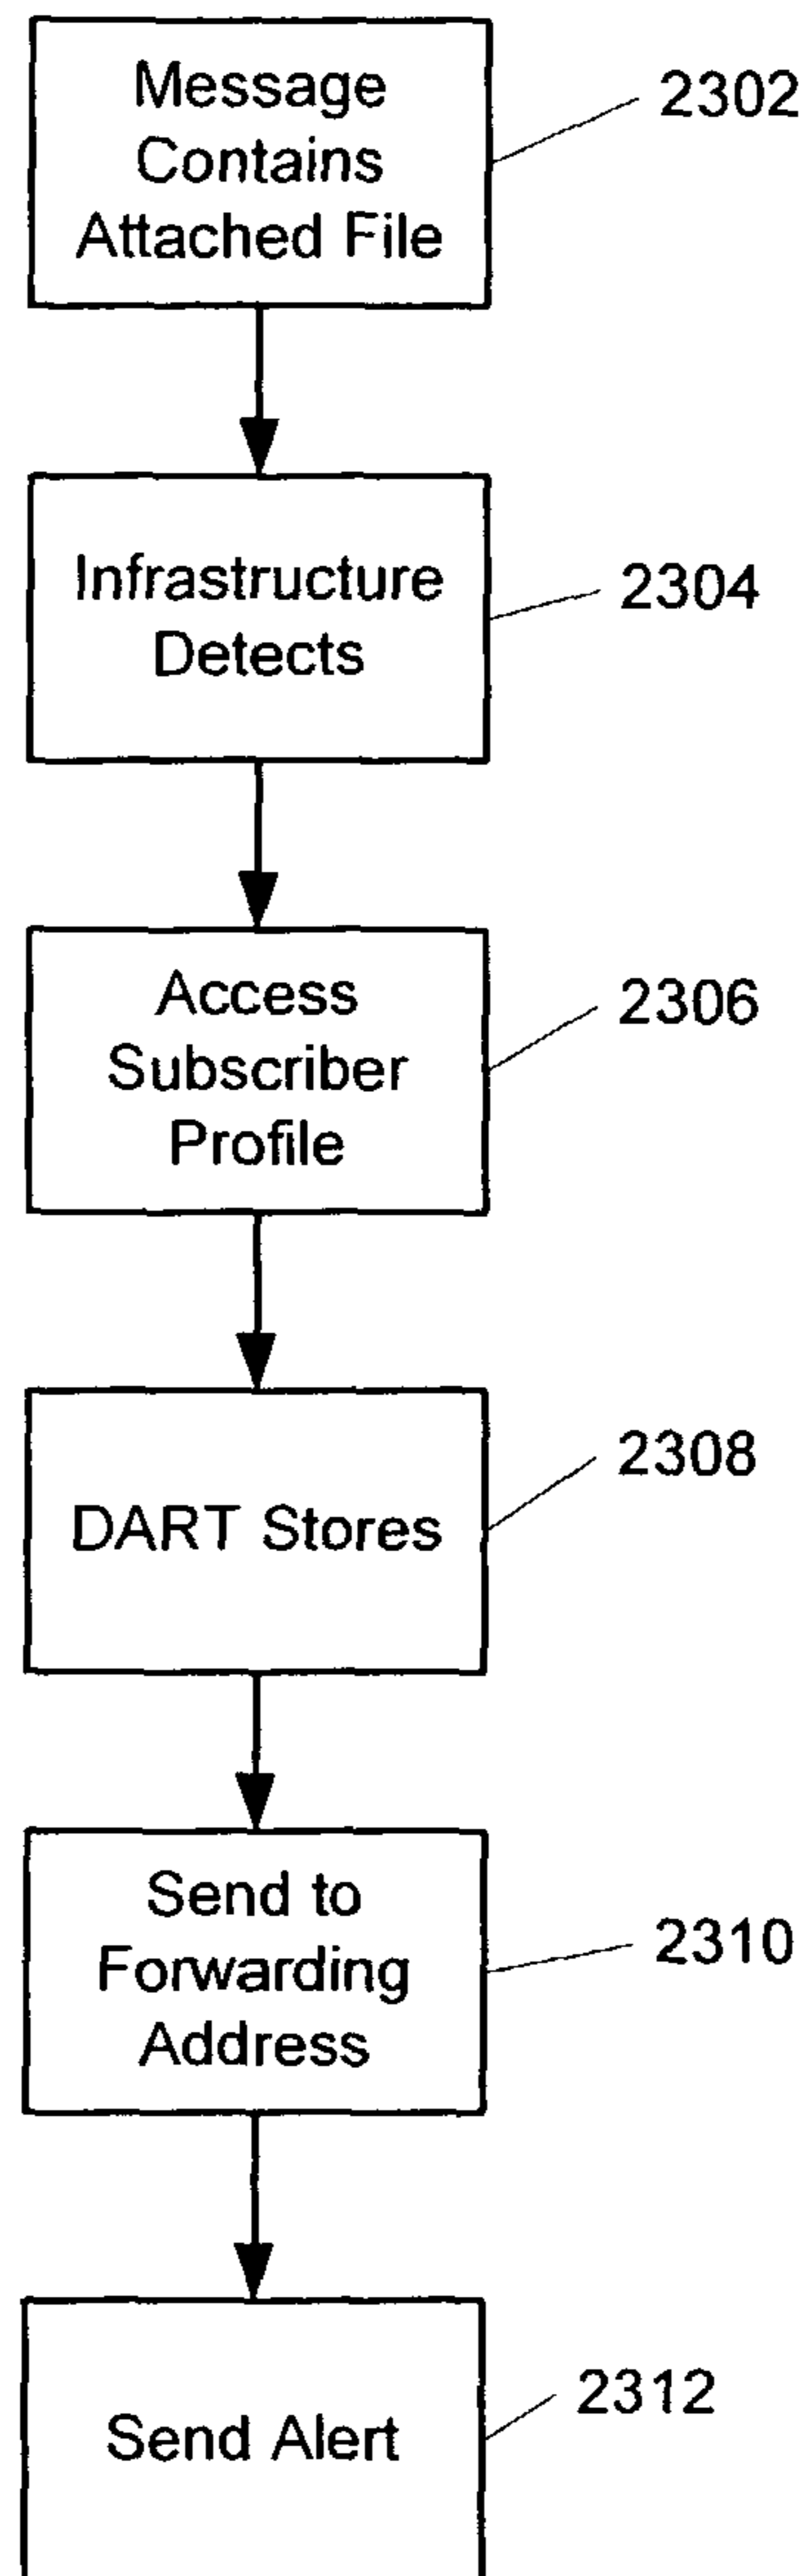 Message
Contains
Attached File
2302
Infrastructure
Detects
2304
Access
Subscriber
Profile
2306
DART Stores
2308
Send to
Forwarding
Address
2310
Send Alert
2312